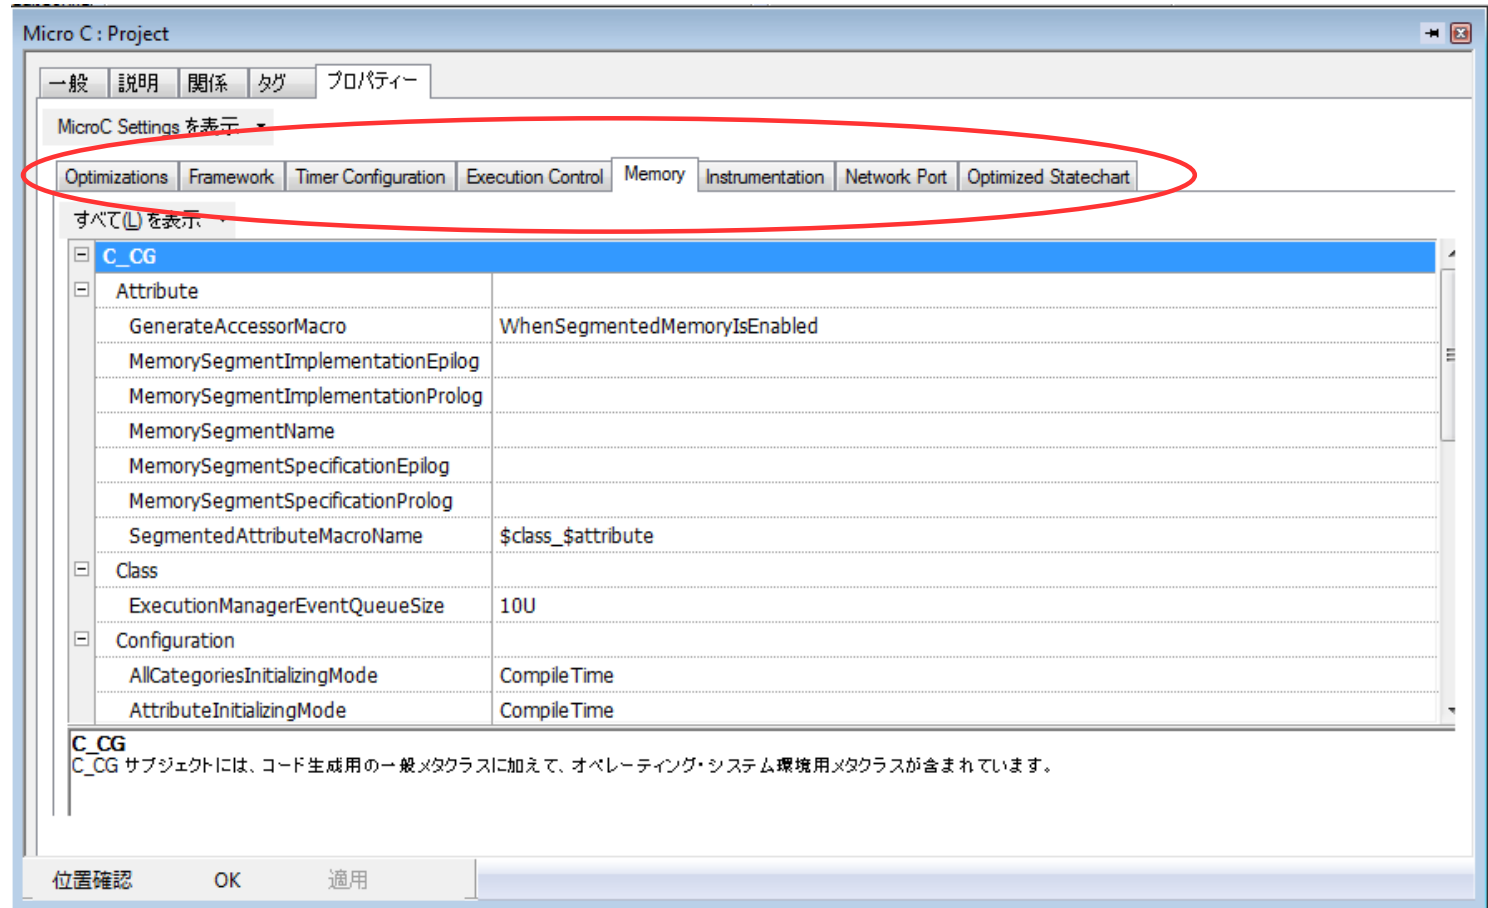 Micro C : Project
一般 説明 関係 タグ プロパティー
MicroC Settings を表示
Optimizations Framework Timer Configuration Execution Control Memory Instrumentation Network Port Optimized Statechart
すべて(L) を表示
C_CG
Attribute
GenerateAccessorMacro WhenSegmentedMemoryIsEnabled
MemorySegmentImplementationEpilog
MemorySegmentImplementationProlog
MemorySegmentName
MemorySegmentSpecificationEpilog
MemorySegmentSpecificationProlog
SegmentedAttributeMacroName $class_$attribute
Class
ExecutionManagerEventQueueSize 10U
Configuration
AllCategoriesInitializingMode CompileTime
AttributeInitializingMode CompileTime
C_CG
C_CG サブジェクトには、コード生成用の一般メタクラスに加えて、オペレーティング・システム環境用メタクラスが含まれています。
位置確認 OK 適用